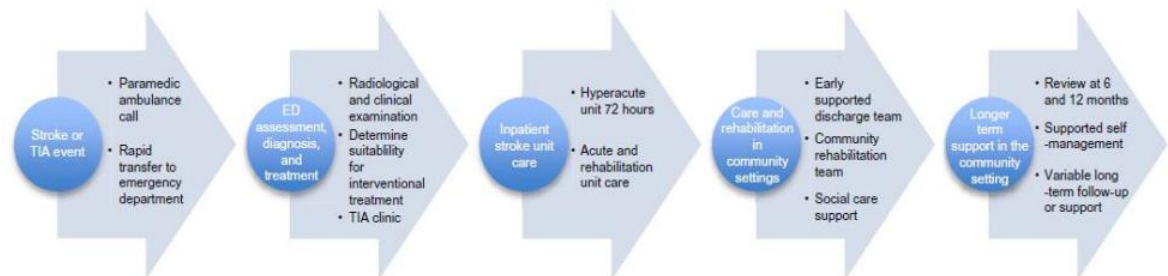 Stroke or
TIA event
• Paramedic
ambulance
call
• Rapid
transfer to
emergency
department
ED
assessment,
diagnosis,
and
treatment
• Radiological
and clinical
examination
• Determine
suitablility
for
interventional
treatment
• TIA clinic
Inpatient
stroke unit
care
• Hyperacute
unit 72 hours
• Acute and
rehabilitation
unit care
Care and
rehabilitation
in
community
settings
• Early
supported
discharge team
• Community
rehabilitation
team
• Social care
support
Longer
term
support in the
community
setting
• Review at 6
and 12 months
• Supported self
-management
• Variable long
-term follow-up
or support